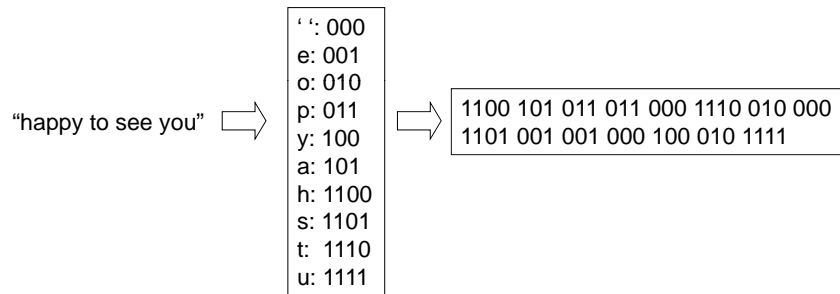 “happy to see you”
‘ ‘: 000
e: 001
o: 010
p: 011
y: 100
a: 101
h: 1100
s: 1101
t: 1110
u: 1111
1100 101 011 011 000 1110 010 000
1101 001 001 000 100 010 1111